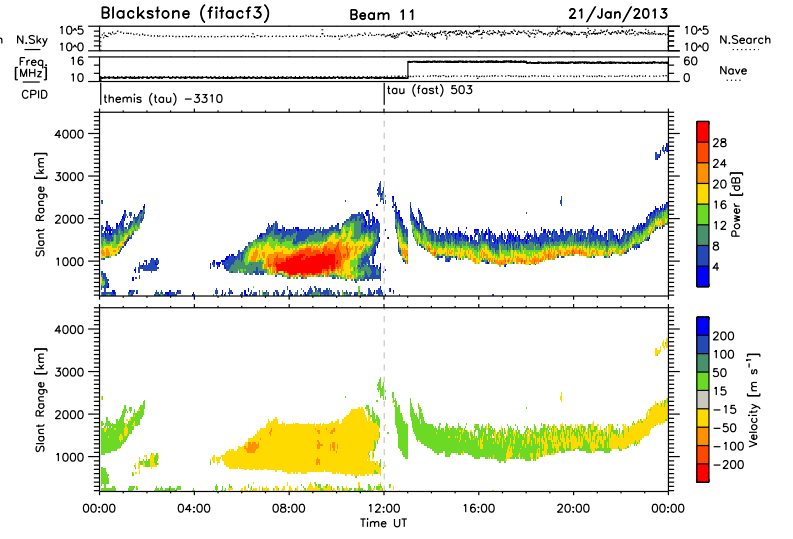 Blackstone (fitacf3) Beam 11 21/Jan/2013
N.Sky 10^5 10^5 N.Search
10^0 10^0
Freq. 16 60 Nave
[MHz] 10 0
CPID themis (tau) −3310 tau (fast) 503
Slant Range [km]
4000
3000
2000
1000
28
24
20
16
12
8
4
Power [dB]
Slant Range [km]
4000
3000
2000
1000
200
100
50
15
−15
−50
−100
−200
Velocity [m s⁻¹]
00:00 04:00 08:00 12:00 16:00 20:00 00:00
Time UT